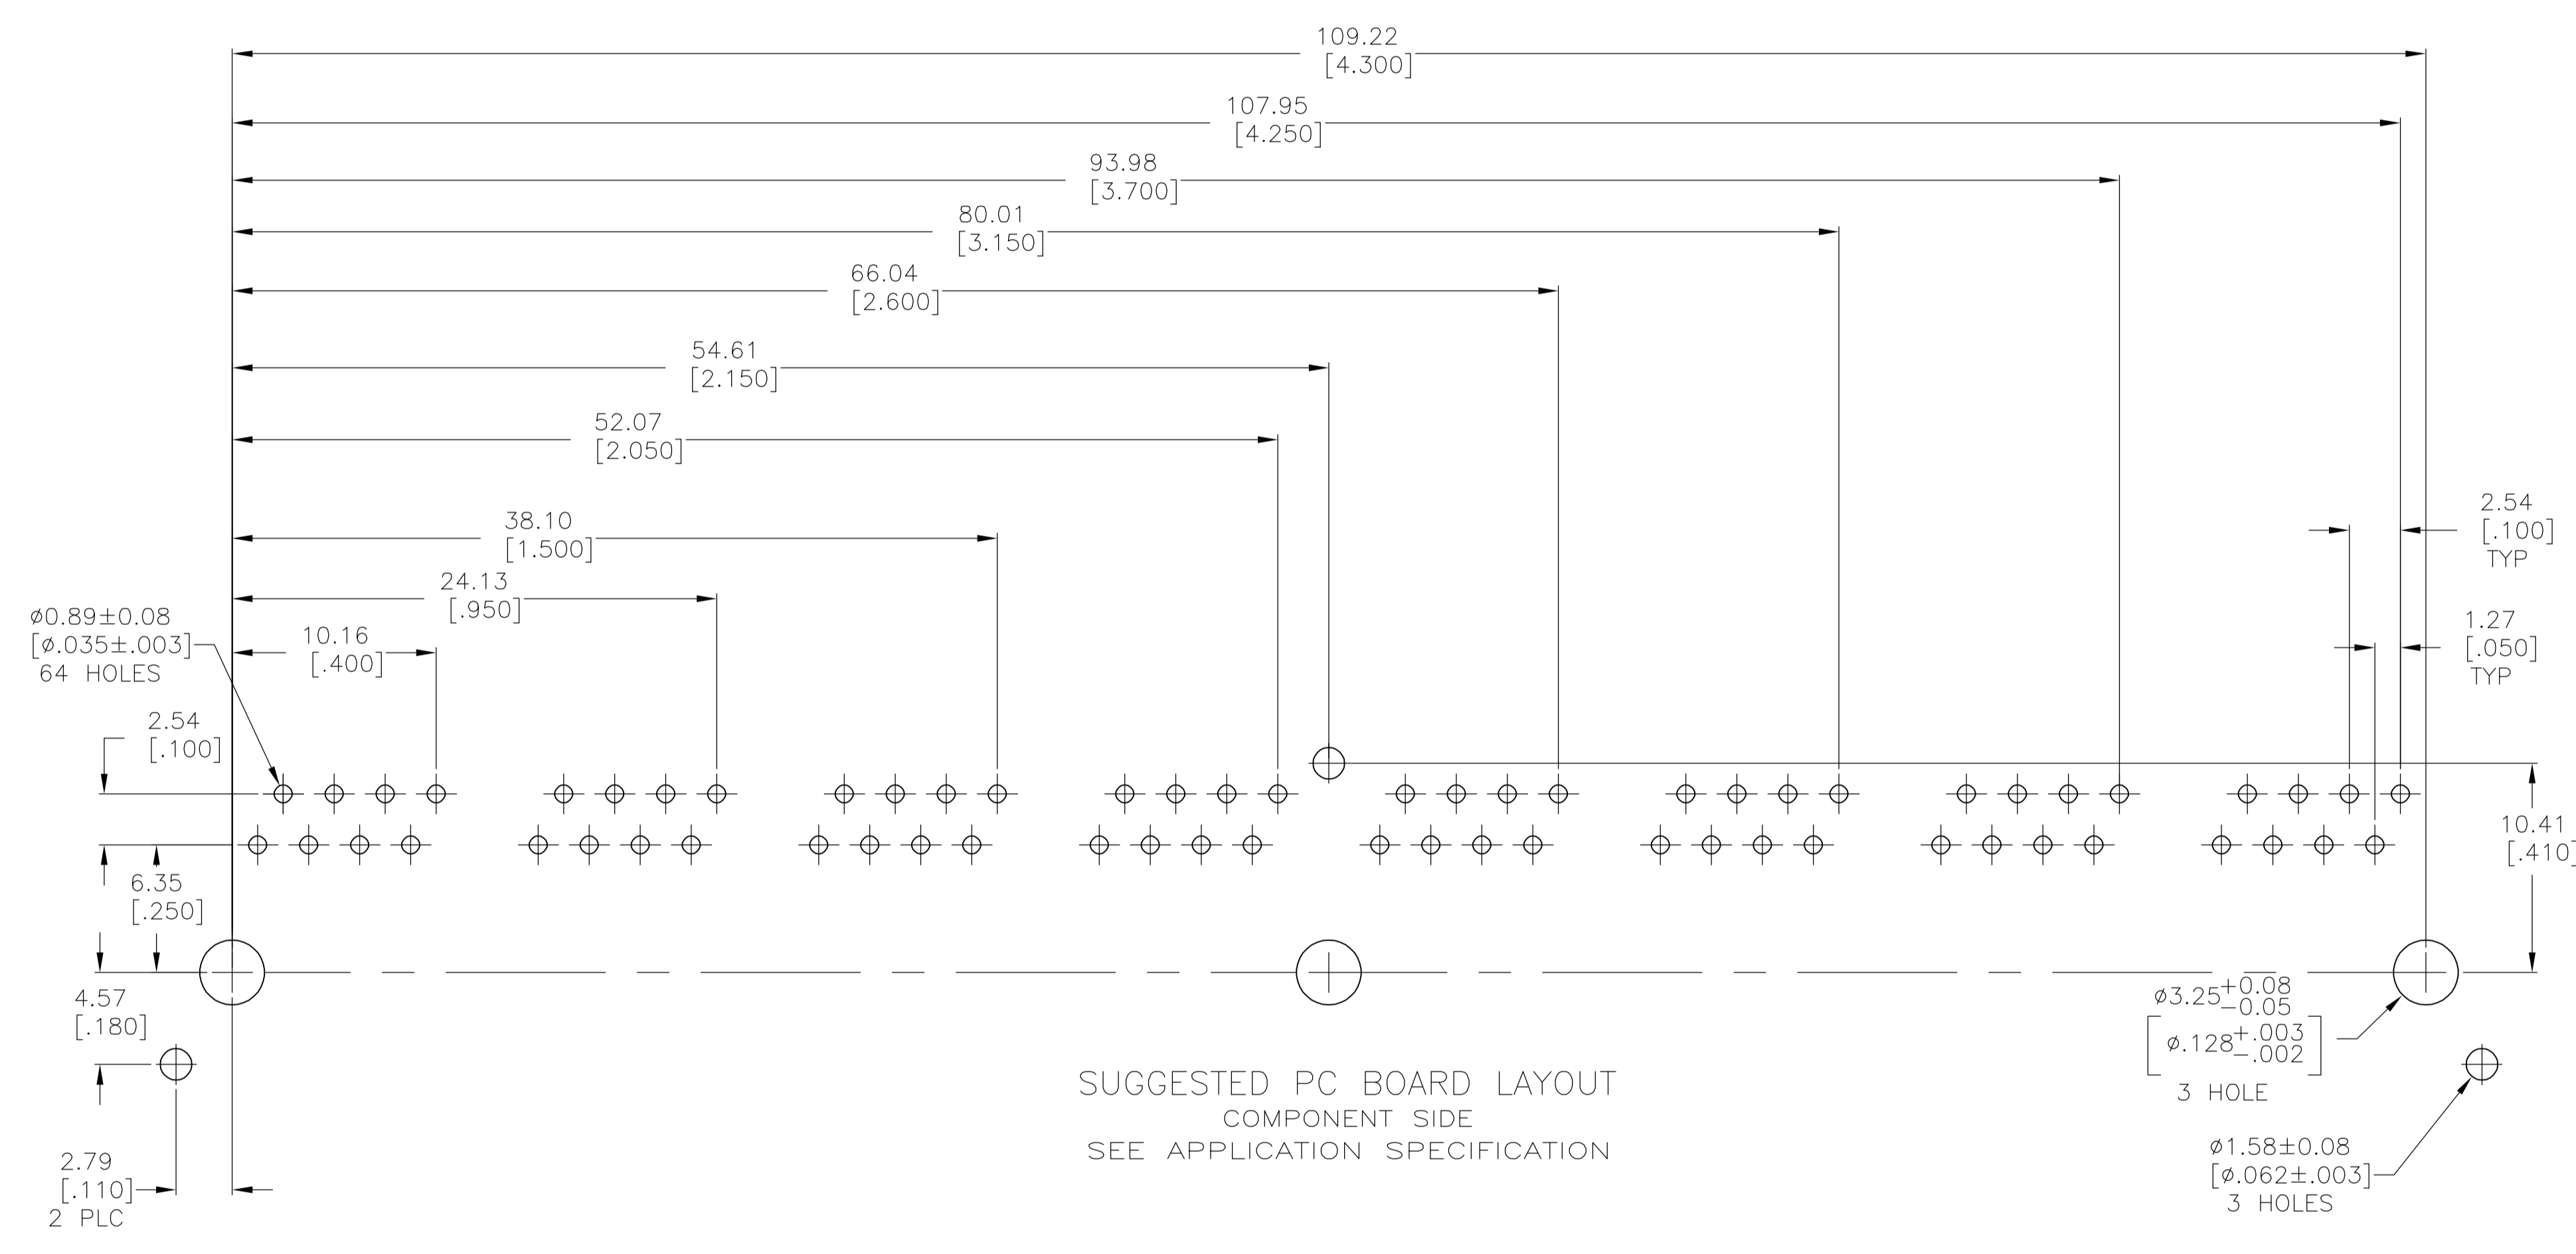 109.22
[4.300]
107.95
[4.250]
93.98
[3.700]
80.01
[3.150]
66.04
[2.600]
54.61
[2.150]
52.07
[2.050]
38.10
[1.500]
24.13
[.950]
10.16
[.400]
2.54
[.100]
TYP
1.27
[.050]
TYP
ø0.89±0.08
[ø.035±.003]
64 HOLES
2.54
[.100]
6.35
[.250]
10.41
[.410]
4.57
[.180]
2.79
[.110]
2 PLC
ø3.25+0.08
-0.05
ø.128+.003
-.002
3 HOLE
ø1.58±0.08
[ø.062±.003]
3 HOLES
SUGGESTED PC BOARD LAYOUT
COMPONENT SIDE
SEE APPLICATION SPECIFICATION